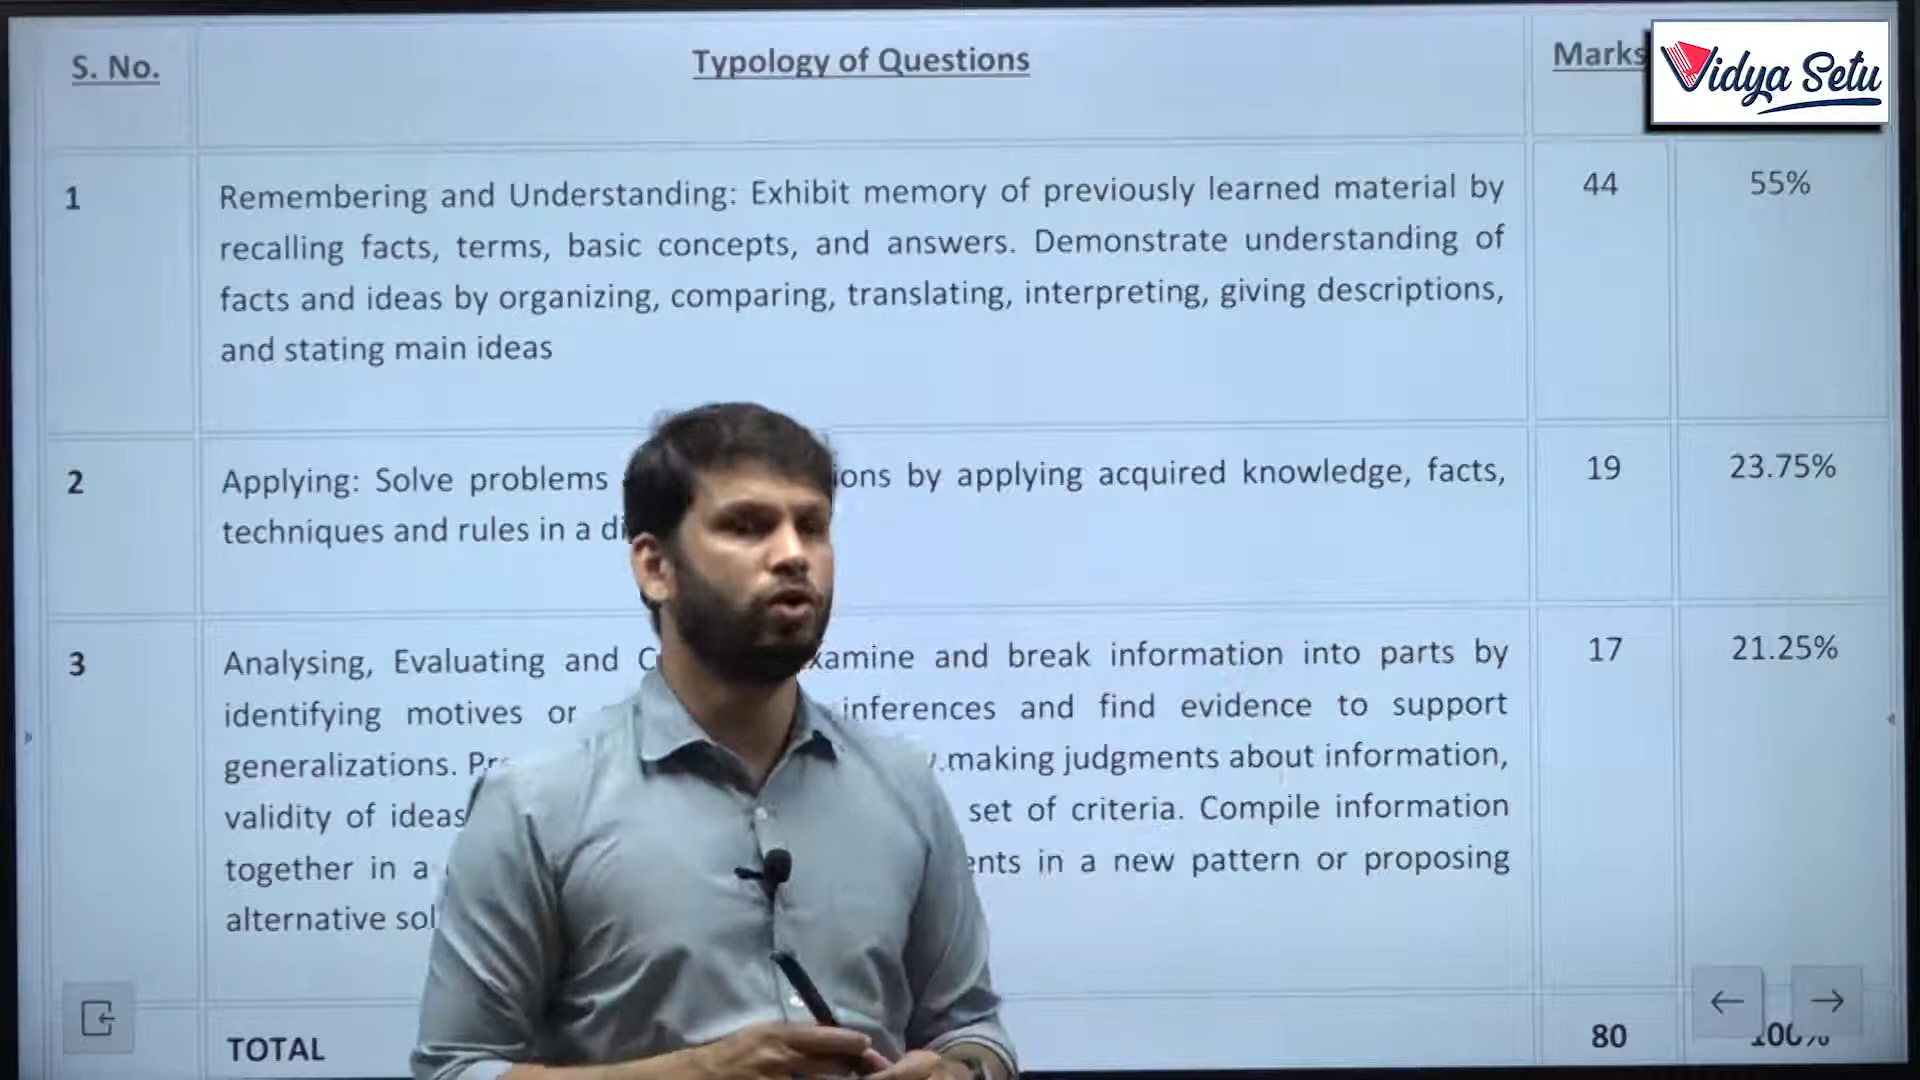 S. No. Typology of Questions Marks
Vidya Setu
1 Remembering and Understanding: Exhibit memory of previously learned material by 44 55%
recalling facts, terms, basic concepts, and answers. Demonstrate understanding of
facts and ideas by organizing, comparing, translating, interpreting, giving descriptions,
and stating main ideas
2 Applying: Solve problems by applying acquired knowledge, facts, 19 23.75%
techniques and rules in a
3 Analysing, Evaluating and and break information into parts by 17 21.25%
identifying motives or inferences and find evidence to support
generalizations. making judgments about information,
validity of ideas set of criteria. Compile information
together in a in a new pattern or proposing
alternative
TOTAL 80